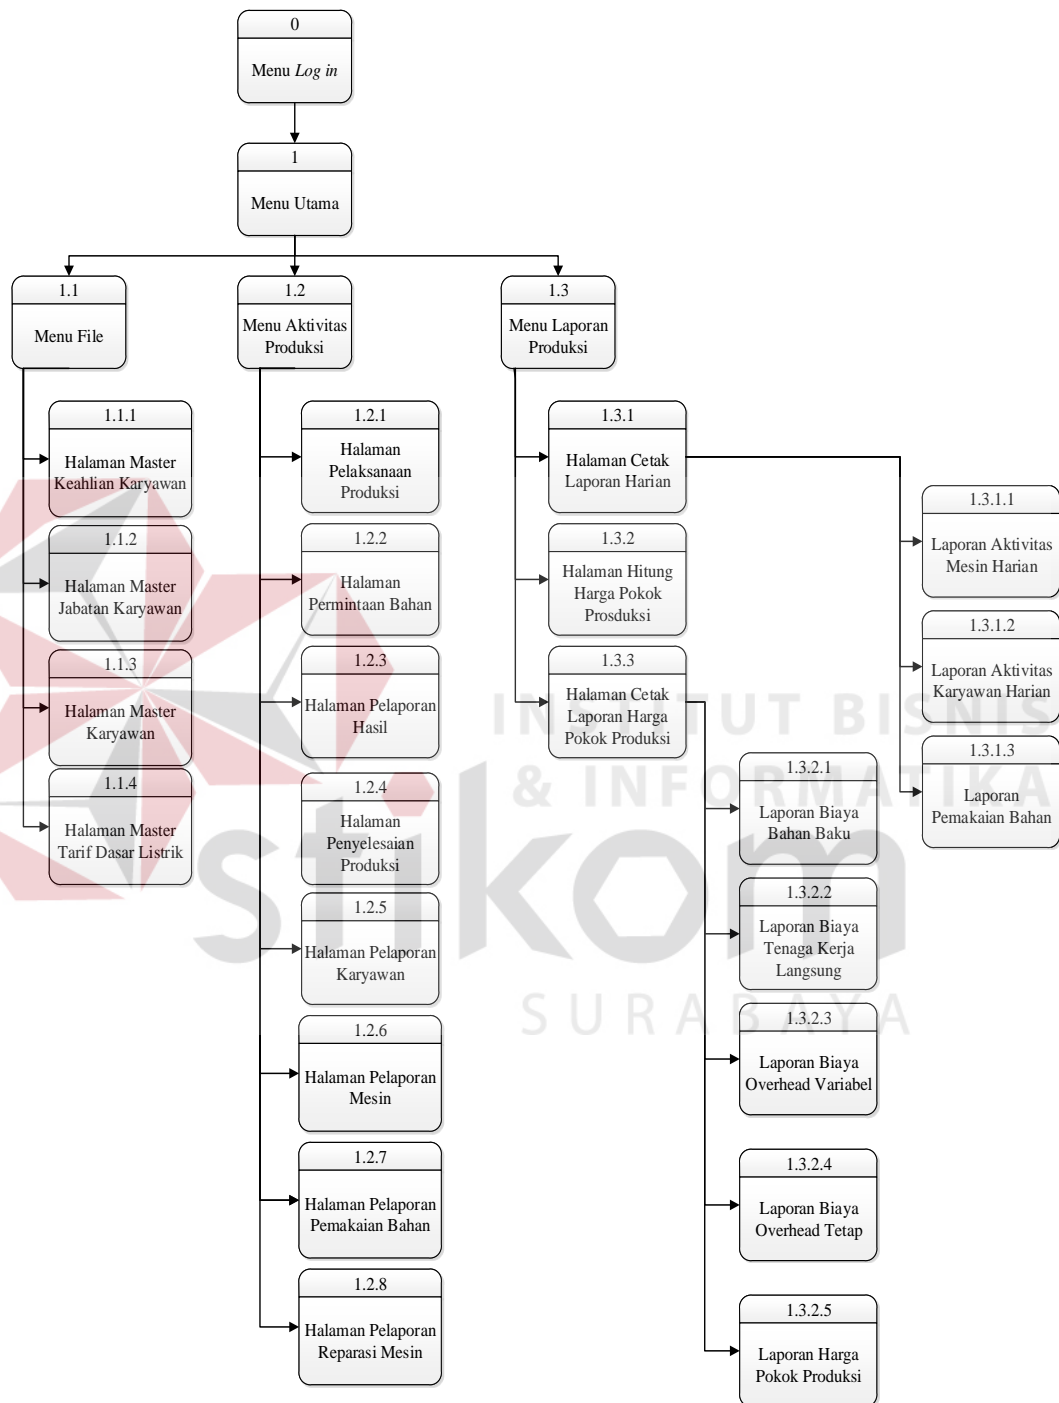 0
Menu Log in
1
Menu Utama
1.1
Menu File
1.2
Menu Aktivitas
Produksi
1.3
Menu Laporan
Produksi
1.1.1
Halaman Master
Keahlian Karyawan
1.1.2
Halaman Master
Jabatan Karyawan
1.1.3
Halaman Master
Karyawan
1.1.4
Halaman Master
Tarif Dasar Listrik
1.2.1
Halaman
Pelaksanaan
Produksi
1.2.2
Halaman
Permintaan Bahan
1.2.3
Halaman Pelaporan
Hasil
1.2.4
Halaman
Penyelesaian
Produksi
1.2.5
Halaman Pelaporan
Karyawan
1.2.6
Halaman Pelaporan
Mesin
1.2.7
Halaman Pelaporan
Pemakaian Bahan
1.2.8
Halaman Pelaporan
Reparasi Mesin
1.3.1
Halaman Cetak
Laporan Harian
1.3.2
Halaman Hitung
Harga Pokok
Prosduksi
1.3.3
Halaman Cetak
Laporan Harga
Pokok Produksi
1.3.1.1
Laporan Aktivitas
Mesin Harian
1.3.1.2
Laporan Aktivitas
Karyawan Harian
1.3.1.3
Laporan
Pemakaian Bahan
1.3.2.1
Laporan Biaya
Bahan Baku
1.3.2.2
Laporan Biaya
Tenaga Kerja
Langsung
1.3.2.3
Laporan Biaya
Overhead Variabel
1.3.2.4
Laporan Biaya
Overhead Tetap
1.3.2.5
Laporan Harga
Pokok Produksi
INSTITUT BISNIS
& INFORMATIKA
stikom
SURABAYA